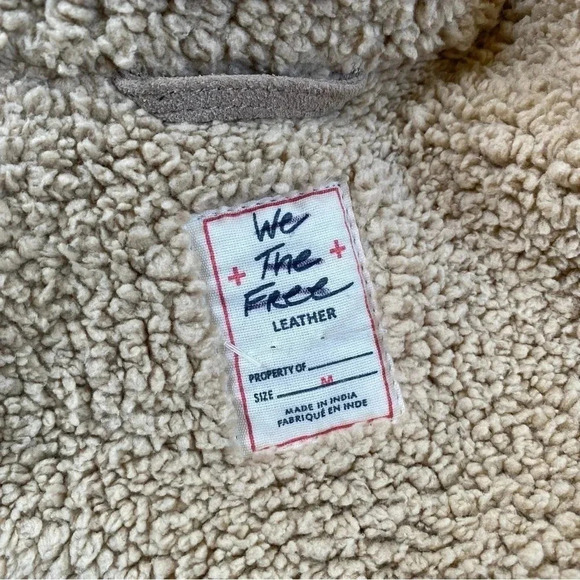 We
+ The +
Free
LEATHER
PROPERTY OF
SIZE M
MADE IN INDIA
FABRIQUÉ EN INDE